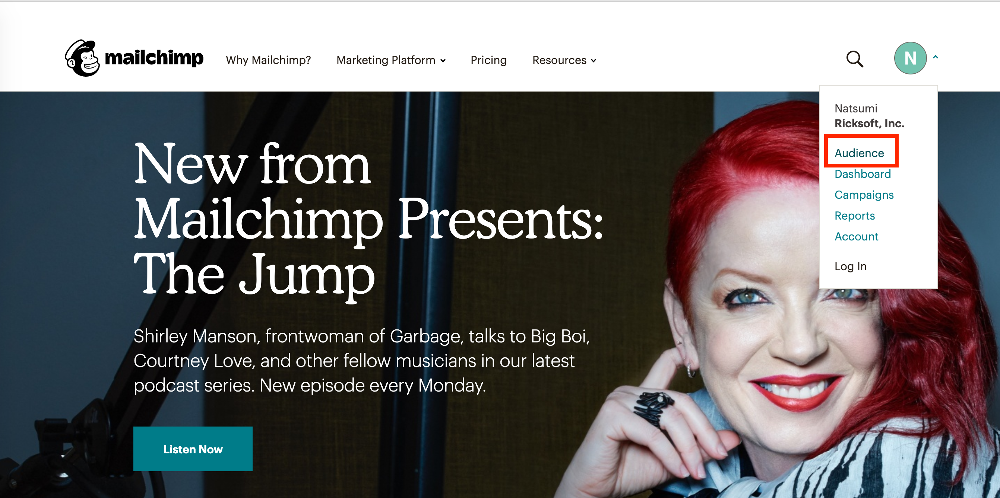 mailchimp
Why Mailchimp?
Marketing Platform
Pricing
Resources
N
Natsumi
Ricksoft, Inc.
Audience
Dashboard
Campaigns
Reports
Account
Log In
New from
Mailchimp Presents:
The Jump
Shirley Manson, frontwoman of Garbage, talks to Big Boi,
Courtney Love, and other fellow musicians in our latest
podcast series. New episode every Monday.
Listen Now